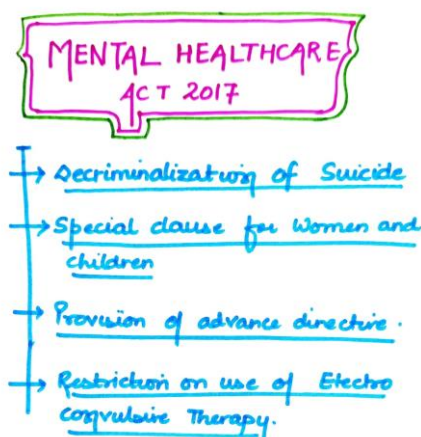 MENTAL HEALTHCARE
ACT 2017
→ Decriminalization of Suicide
→ Special clause for Women and
children
→ Provision of advance directive.
→ Restriction on use of Electro
Convulsive Therapy.